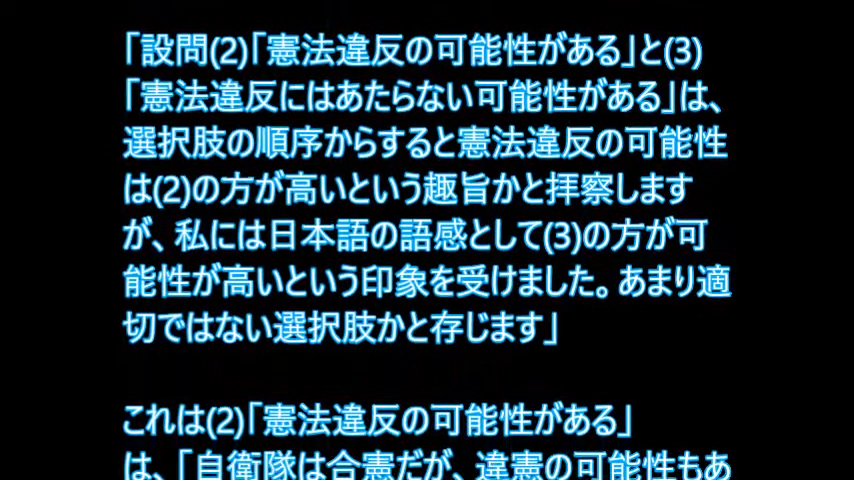 「設問(2)「憲法違反の可能性がある」と(3)
「憲法違反にはあたらない可能性がある」は、
選択肢の順序からすると憲法違反の可能性
は(2)の方が高いという趣旨かと拝察します
が、私には日本語の語感として(3)の方が可
能性が高いという印象を受けました。あまり適
切ではない選択肢かと存じます」
これは(2)「憲法違反の可能性がある」
は、「自衛隊は合憲だが、違憲の可能性もあ